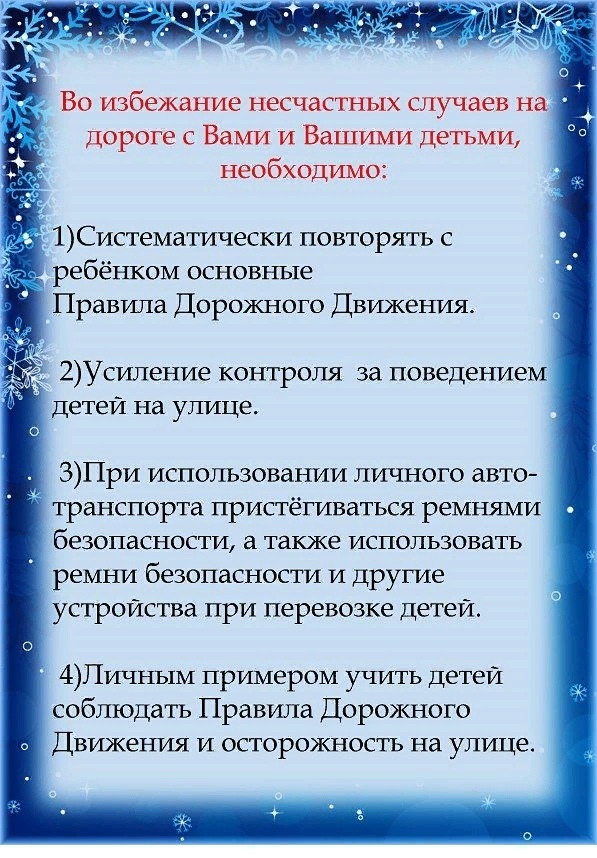 Во избежание несчастных случаев на
дороге с Вами и Вашими детьми,
необходимо:
1)Систематически повторять с
ребёнком основные
Правила Дорожного Движения.
2)Усиление контроля за поведением
детей на улице.
3)При использовании личного авто-
транспорта пристёгиваться ремнями
безопасности, а также использовать
ремни безопасности и другие
устройства при перевозке детей.
4)Личным примером учить детей
соблюдать Правила Дорожного
Движения и осторожность на улице.